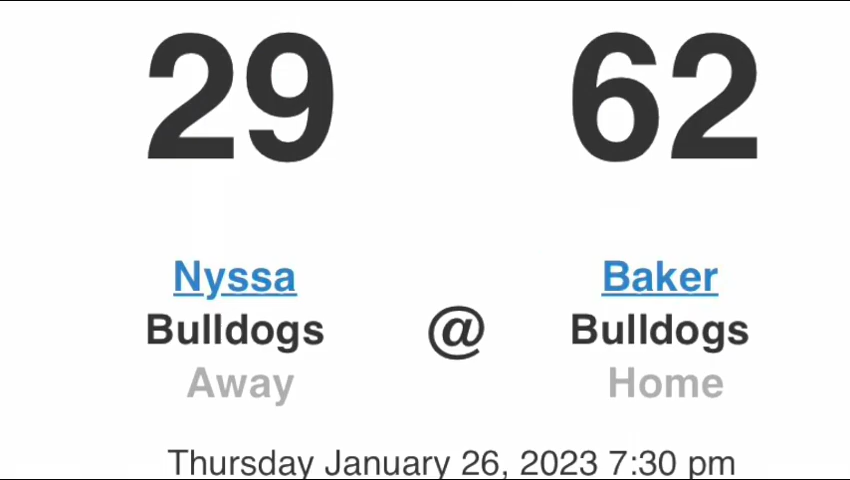 29 62
Nyssa Baker
Bulldogs @ Bulldogs
Away Home
Thursday January 26, 2023 7:30 pm